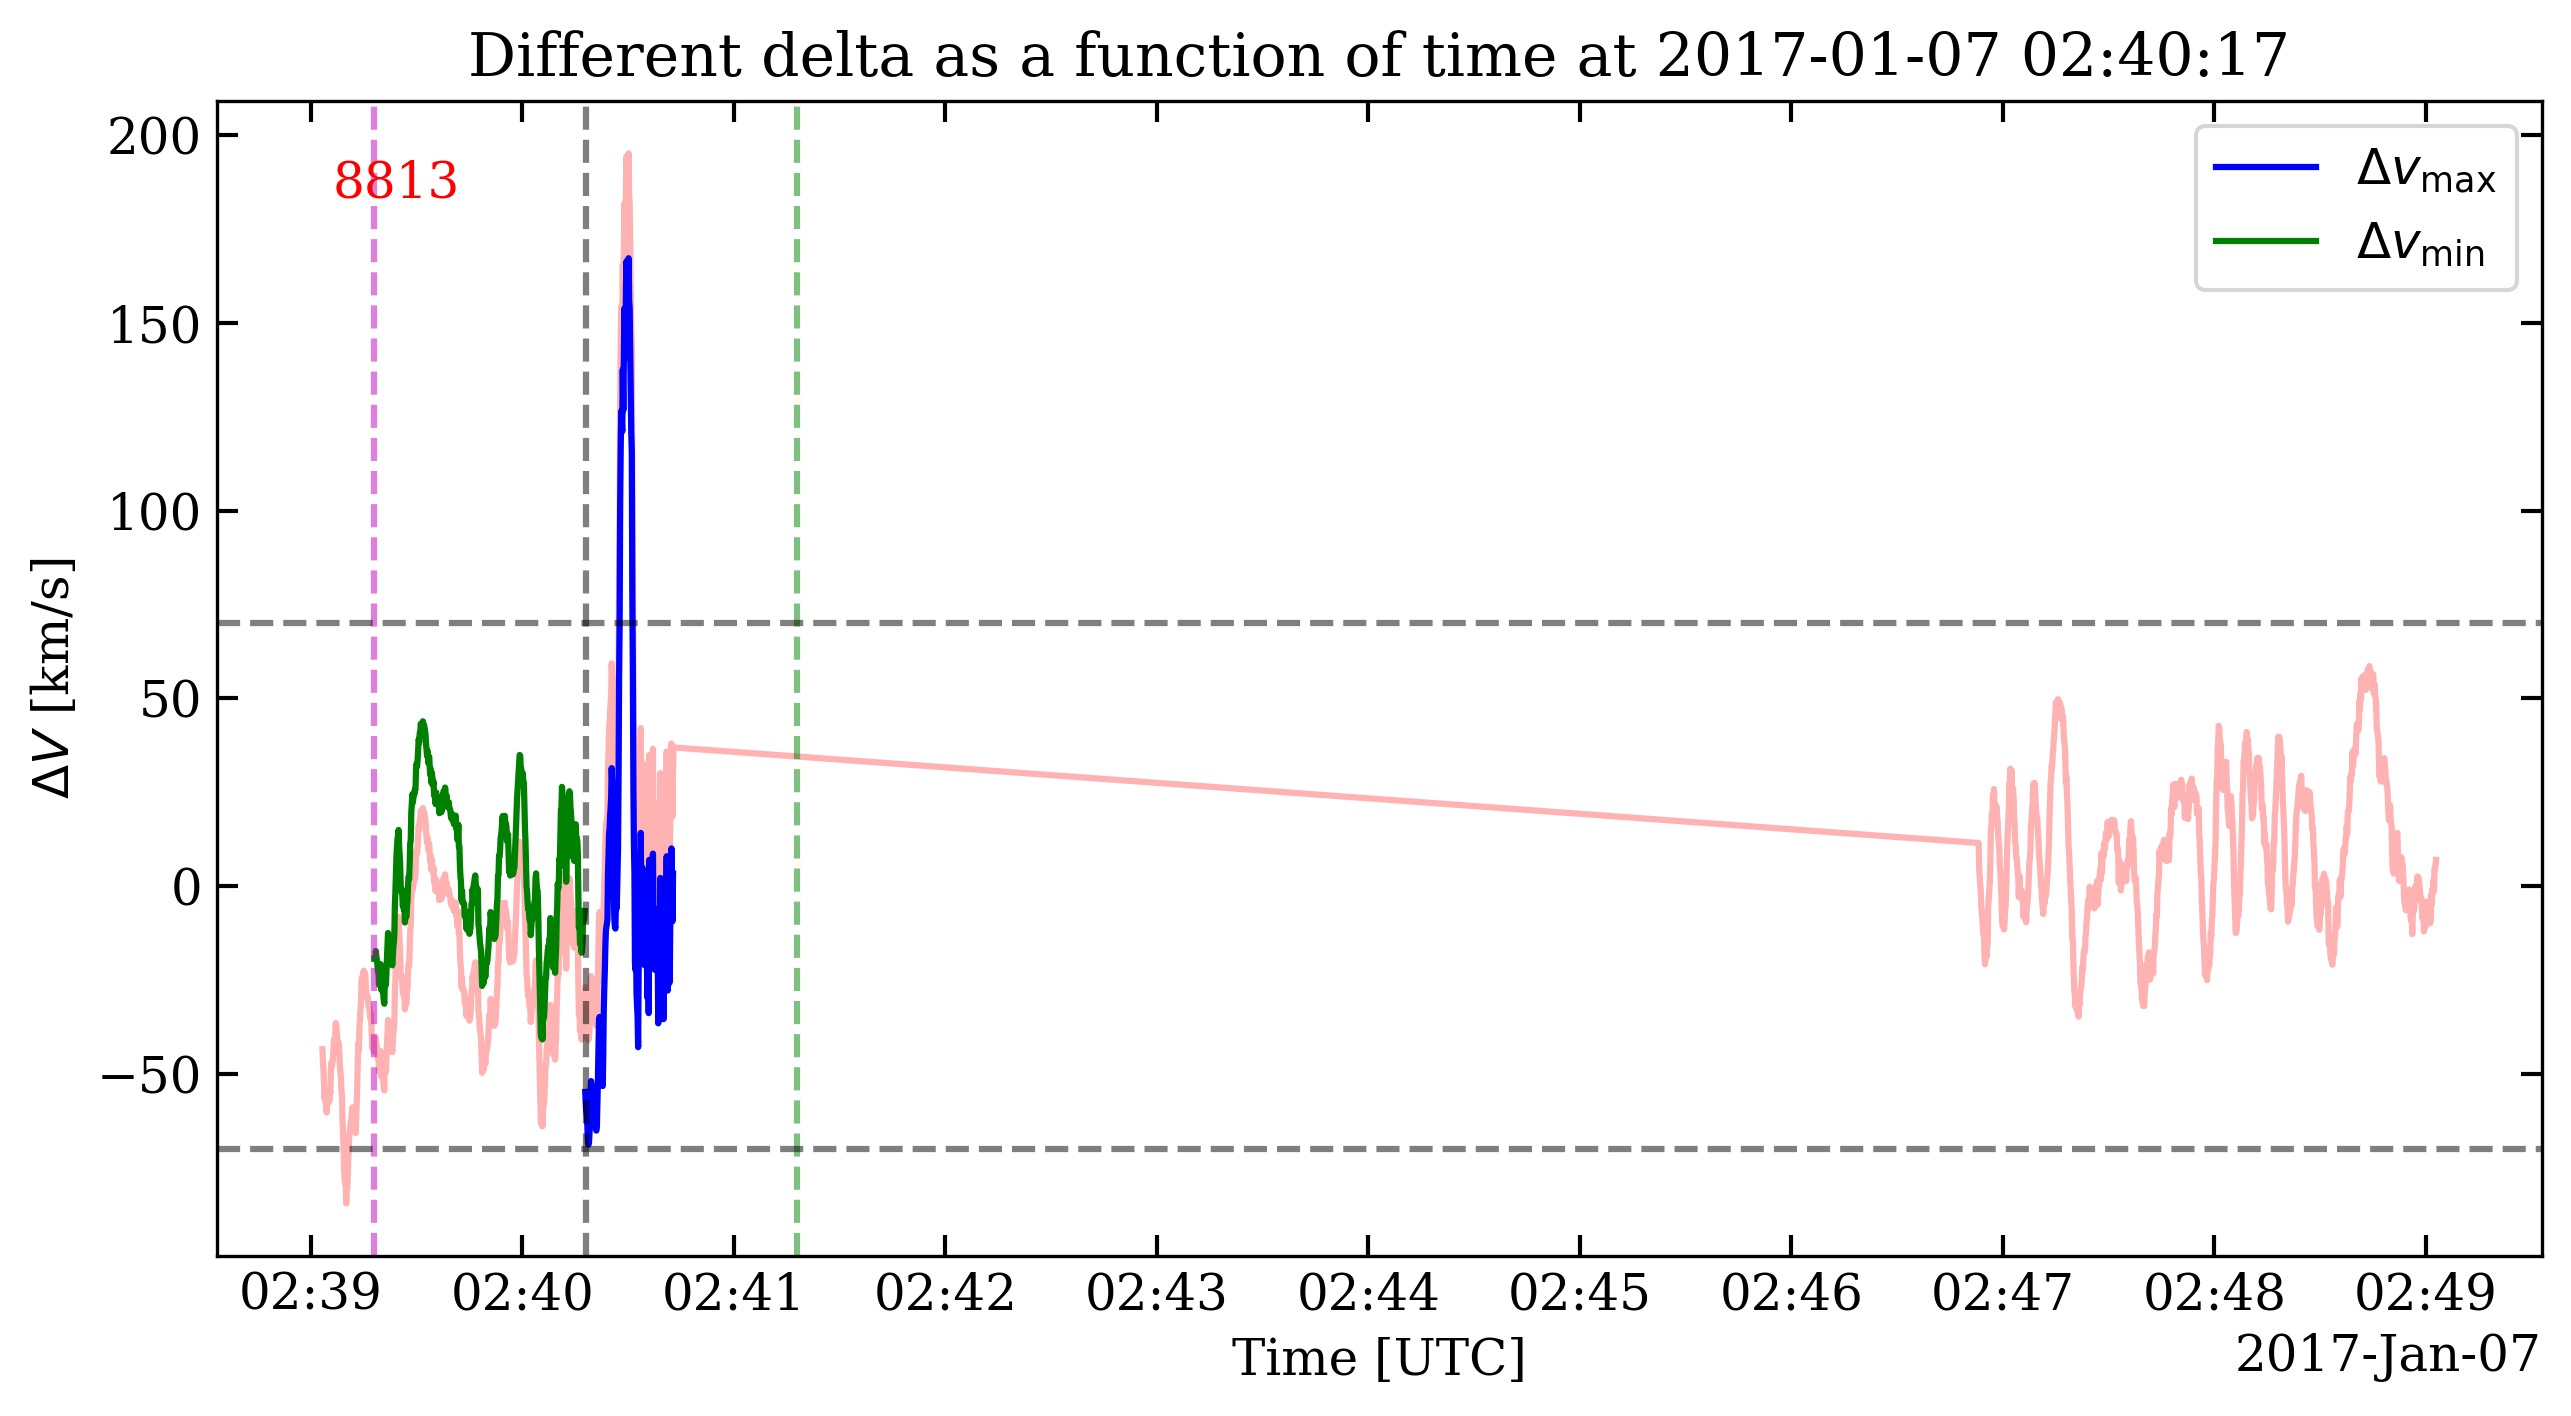 Different delta as a function of time at 2017-01-07 02:40:17
200
150
100
50
0
−50
ΔV [km/s]
8813
Δv_max
Δv_min
02:39 02:40 02:41 02:42 02:43 02:44 02:45 02:46 02:47 02:48 02:49
Time [UTC]
2017-Jan-07